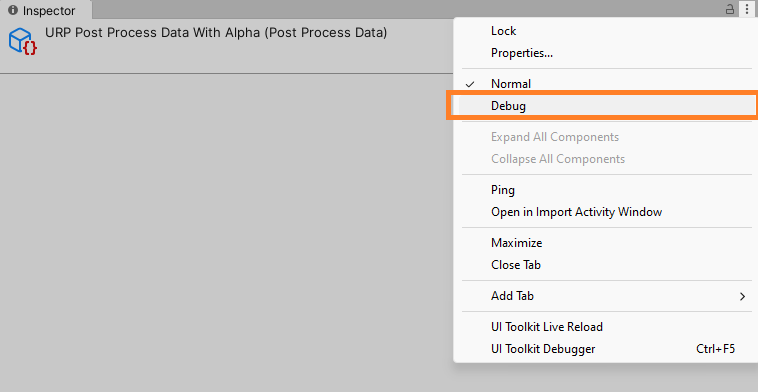 Inspector
URP Post Process Data With Alpha (Post Process Data)
Lock
Properties...
Normal
Debug
Expand All Components
Collapse All Components
Ping
Open in Import Activity Window
Maximize
Close Tab
Add Tab
UI Toolkit Live Reload
UI Toolkit Debugger Ctrl+F5